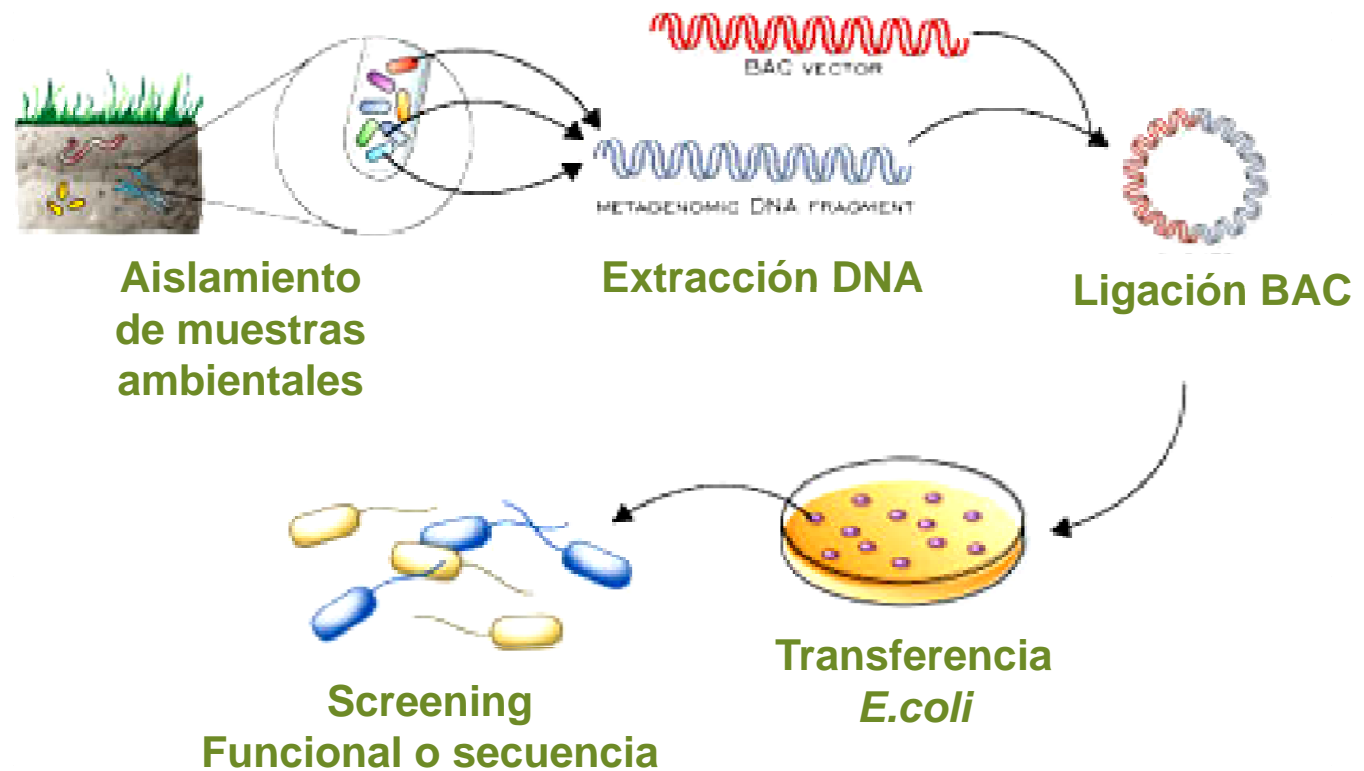 BAC VECTOR
METAGENOMIC DNA FRAGMENT
Aislamiento
de muestras
ambientales
Extracción DNA
Ligación BAC
Transferencia
E.coli
Screening
Funcional o secuencia